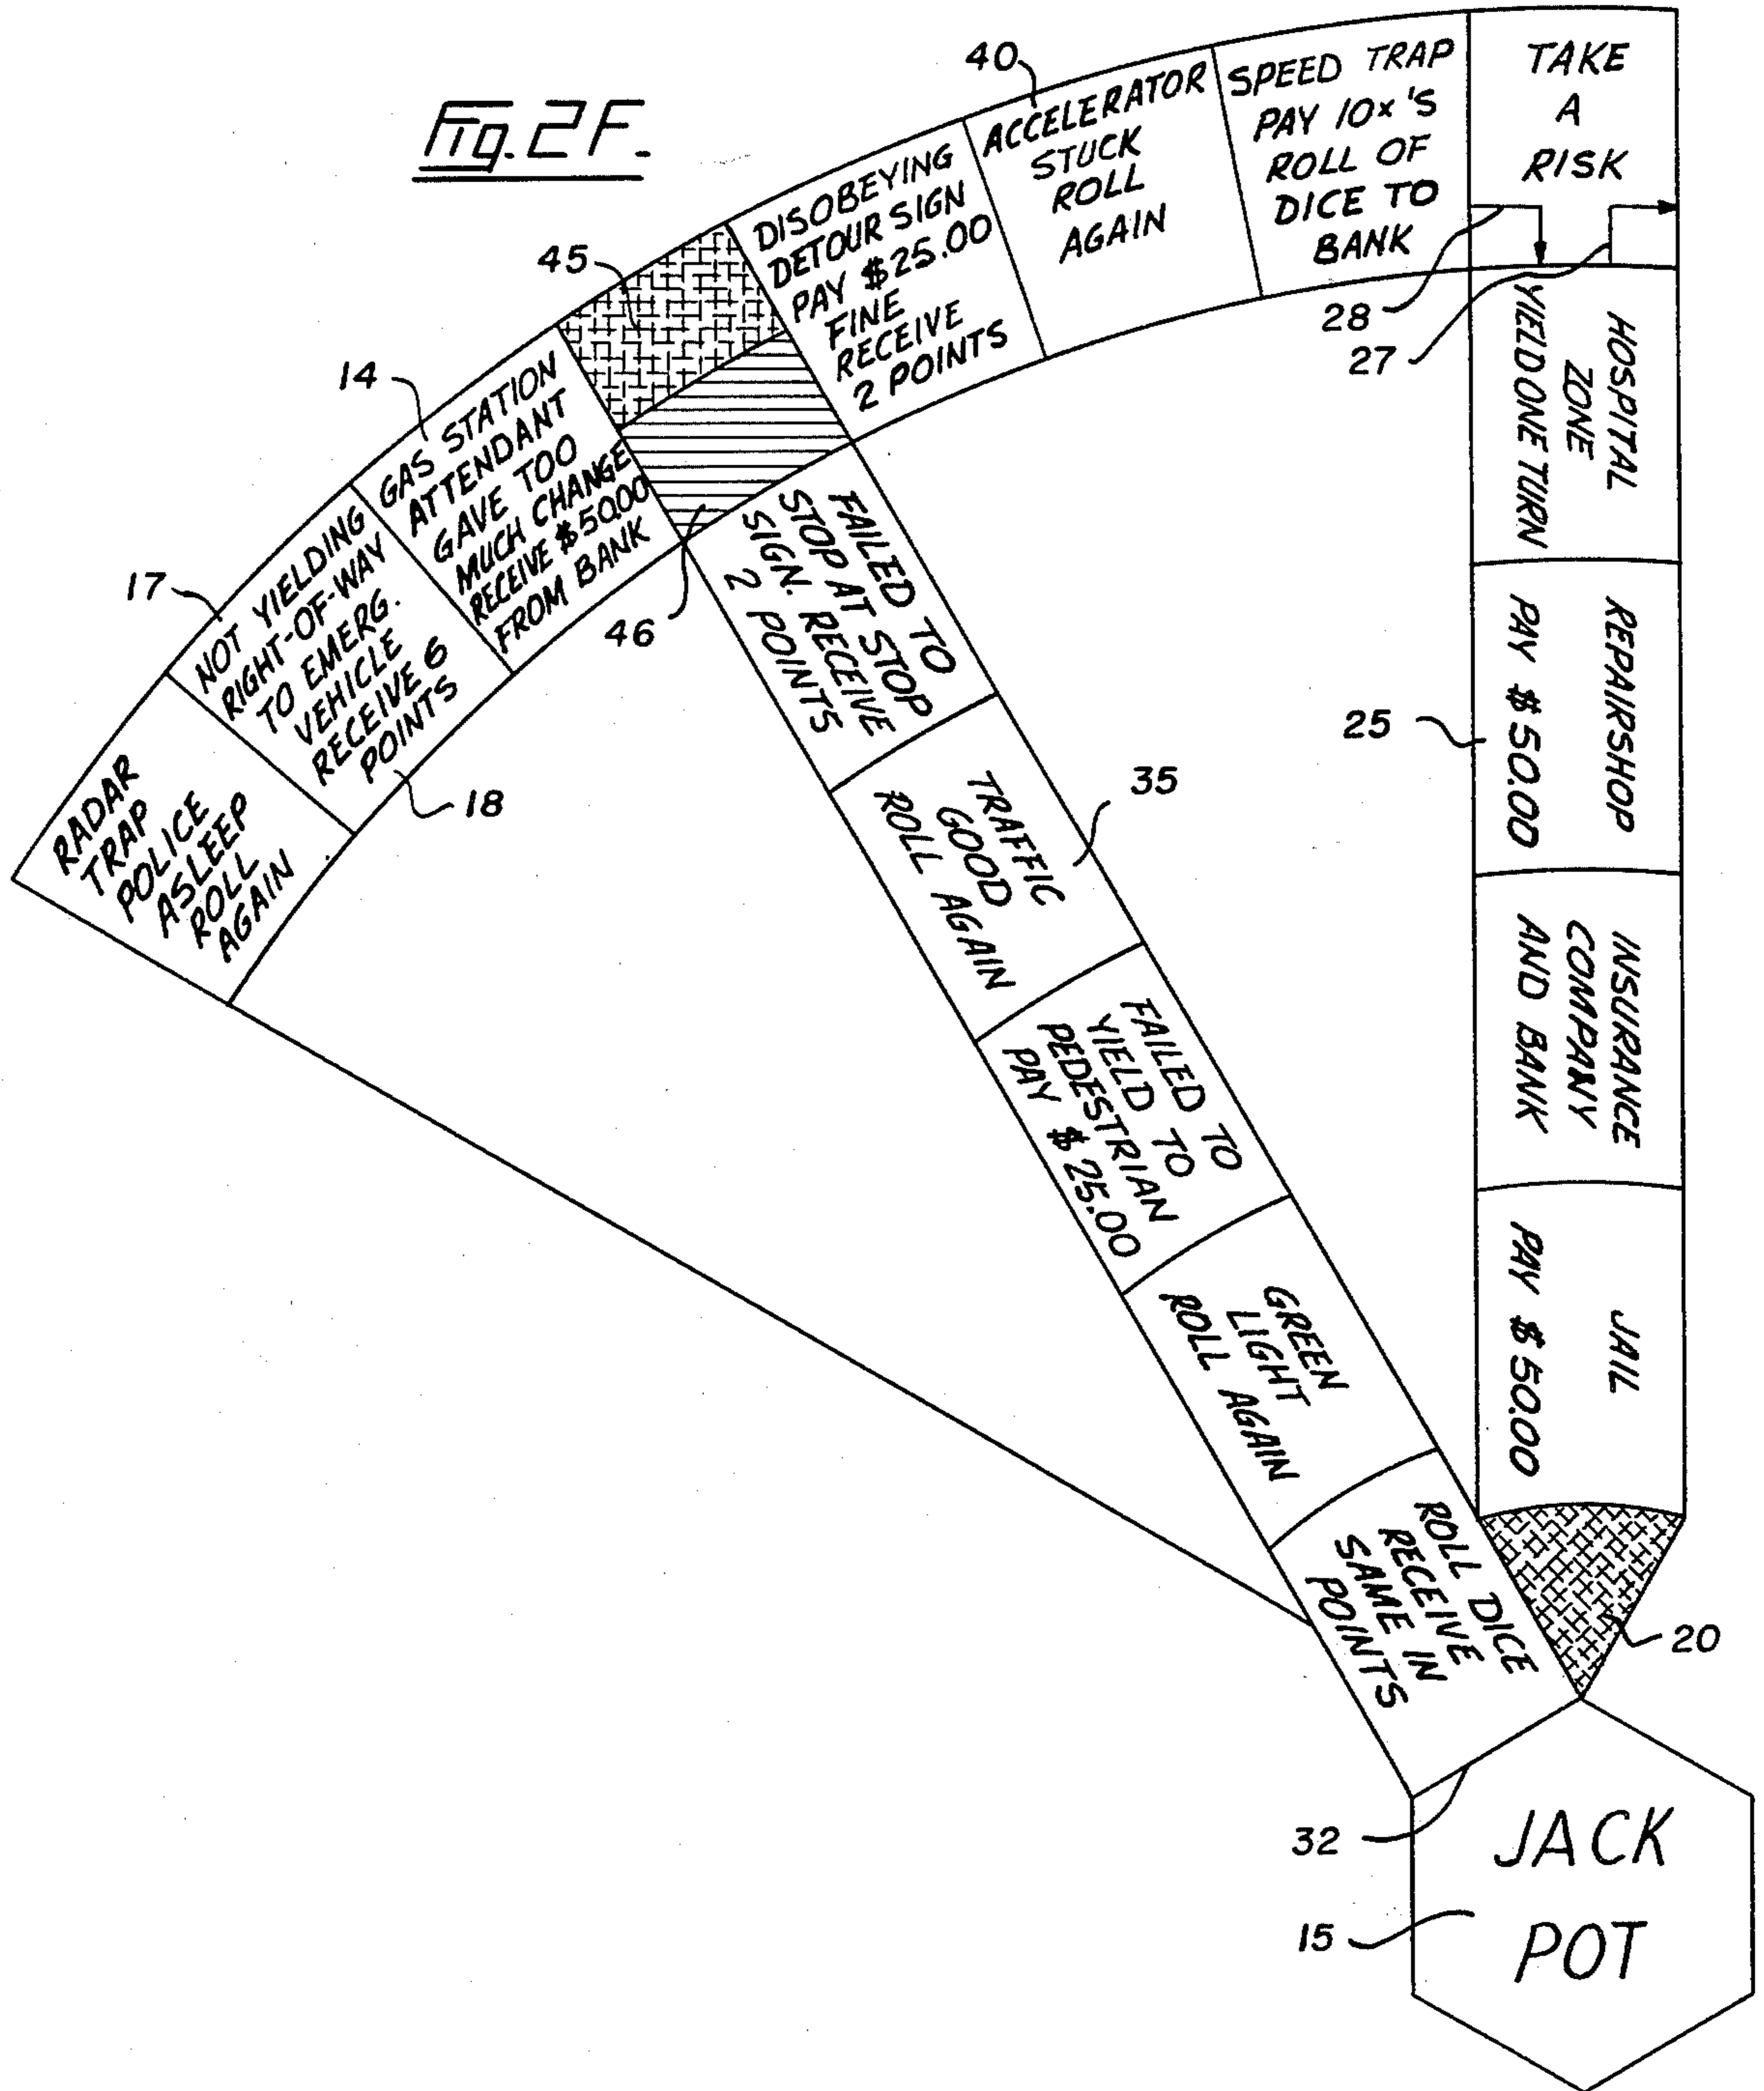 Fig. 2F.
40
45
14
17
18
46
28
27
25
35
20
32
15
RADAR
TRAP
POLICE
ASLEEP
ROLL
AGAIN
NOT YIELDING
RIGHT-OF-WAY
TO EMERG.
VEHICLE
RECEIVE 6
POINTS
GAS STATION
ATTENDANT
GAVE TOO
MUCH CHANGE
RECEIVE $50.00
FROM BANK
DISOBEYING
DETOUR SIGN
PAY $25.00
FINE
RECEIVE
2 POINTS
ACCELERATOR
STUCK
ROLL
AGAIN
SPEED TRAP
PAY 10x'S
ROLL OF
DICE TO
BANK
TAKE
A
RISK
HOSPITAL
ZONE
YIELD ONE TURN
REPAIRSHOP
PAY $50.00
INSURANCE
COMPANY
AND BANK
JAIL
PAY $50.00
FAILED TO
STOP AT STOP
SIGN. RECEIVE
2 POINTS
TRAFFIC
GOOD
ROLL AGAIN
FAILED TO
YIELD TO
PEDESTRIAN
PAY $25.00
GREEN
LIGHT
ROLL AGAIN
ROLL DICE
RECEIVE
SAME IN
POINTS
JACK
POT